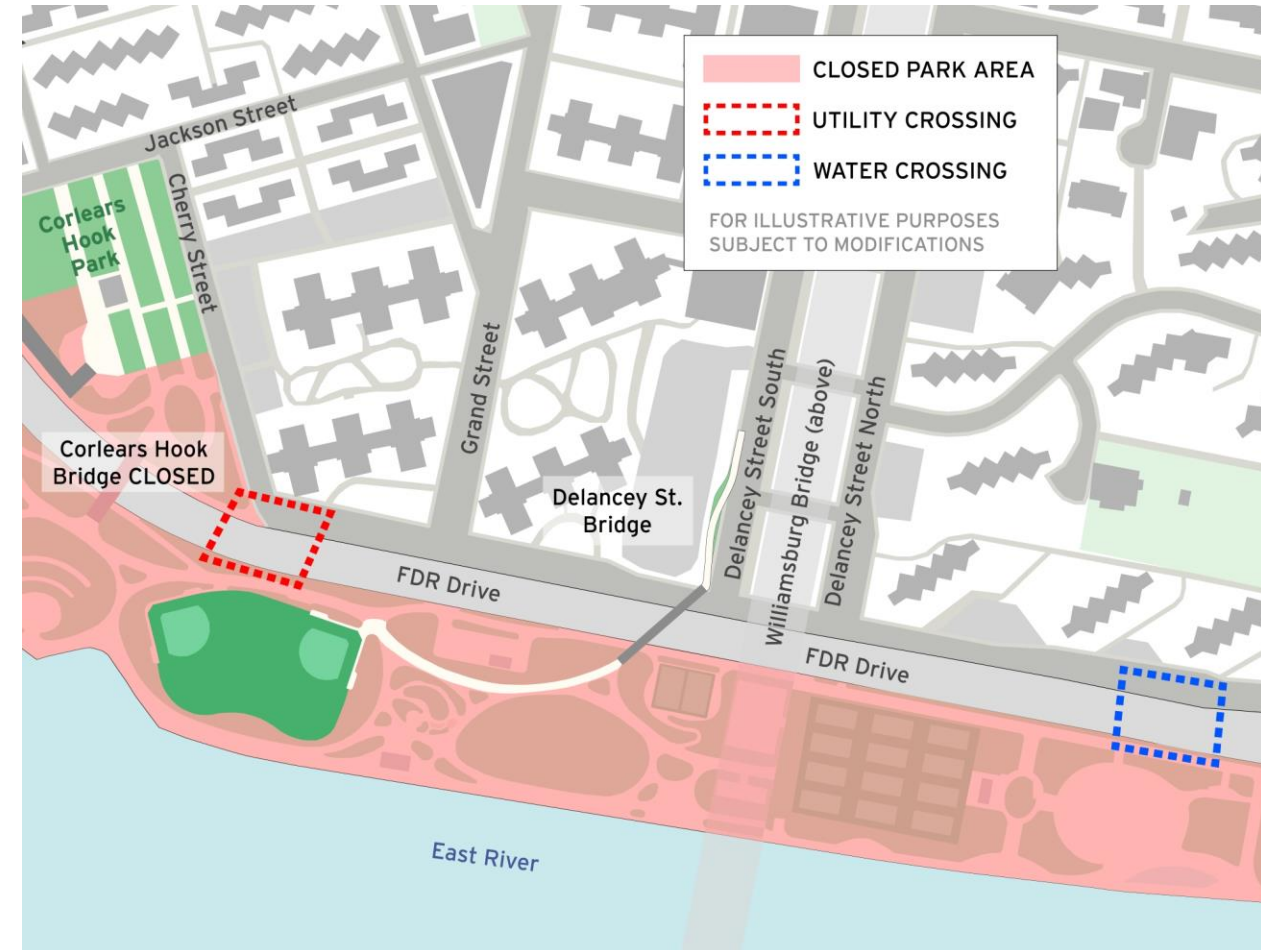 CLOSED PARK AREA
UTILITY CROSSING
WATER CROSSING
FOR ILLUSTRATIVE PURPOSES
SUBJECT TO MODIFICATIONS
Jackson Street
Cherry Street
Corlears
Hook
Park
Grand Street
Corlears Hook
Bridge CLOSED
Delancey St.
Bridge
Delancey Street South
Williamsburg Bridge (above)
Delancey Street North
FDR Drive
FDR Drive
East River